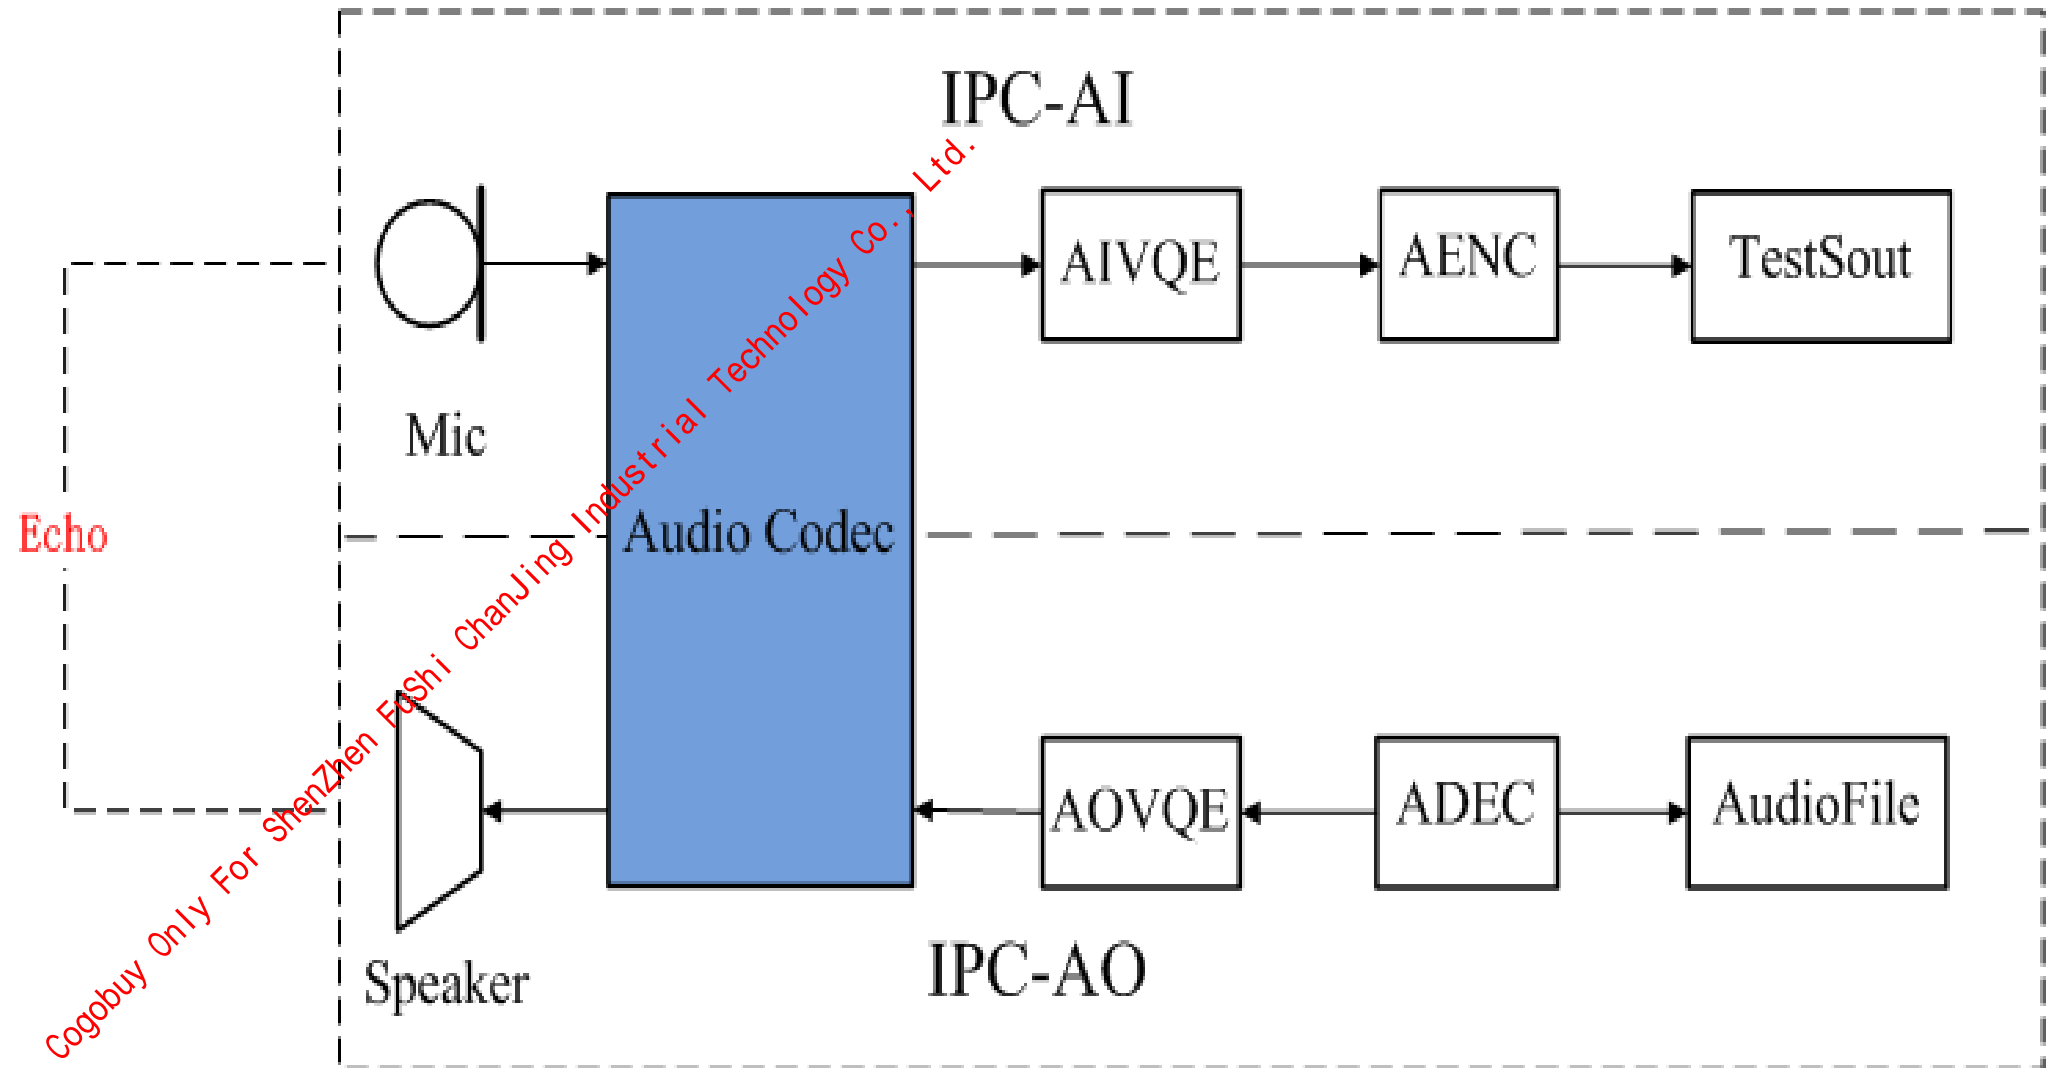 IPC-AI
AIVQE
AENC
TestSout
Mic
Echo
Audio Codec
AOVQE
ADEC
AudioFile
Speaker
IPC-AO
Cogobuy Only For ShenZhen FuShi ChanJing Industrial Technology Co., Ltd.